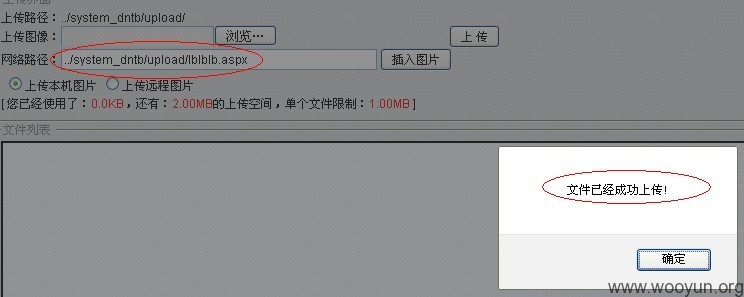 上传界面
上传路径：../system_dntb/upload/
上传图像： 浏览… 上 传
网络路径： ../system_dntb/upload/lblblb.aspx 插入图片
上传本机图片 上传远程图片
[您已经使用了：0.0KB，还有：2.00MB的上传空间，单个文件限制：1.00MB]
文件列表
文件已经成功上传!
确定
www.wooyun.org